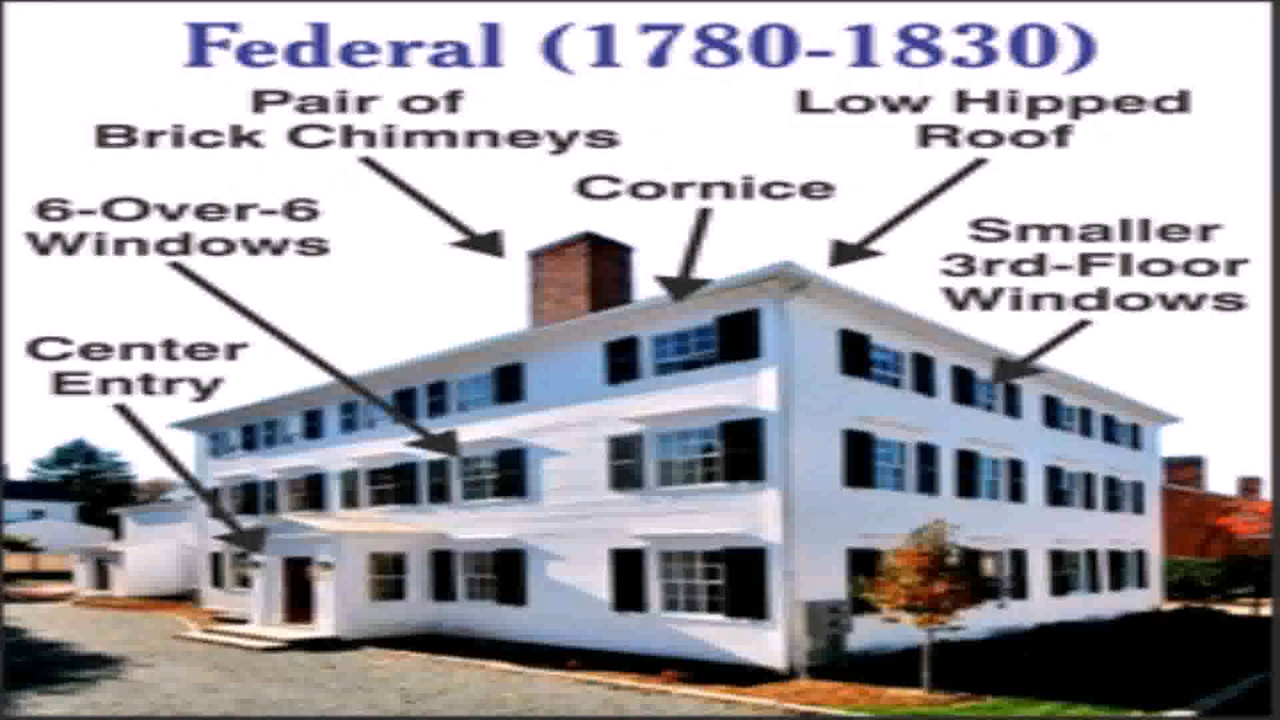 Federal (1780-1830)
Pair of
Brick Chimneys
Low Hipped
Roof
Cornice
6-Over-6
Windows
Smaller
3rd-Floor
Windows
Center
Entry